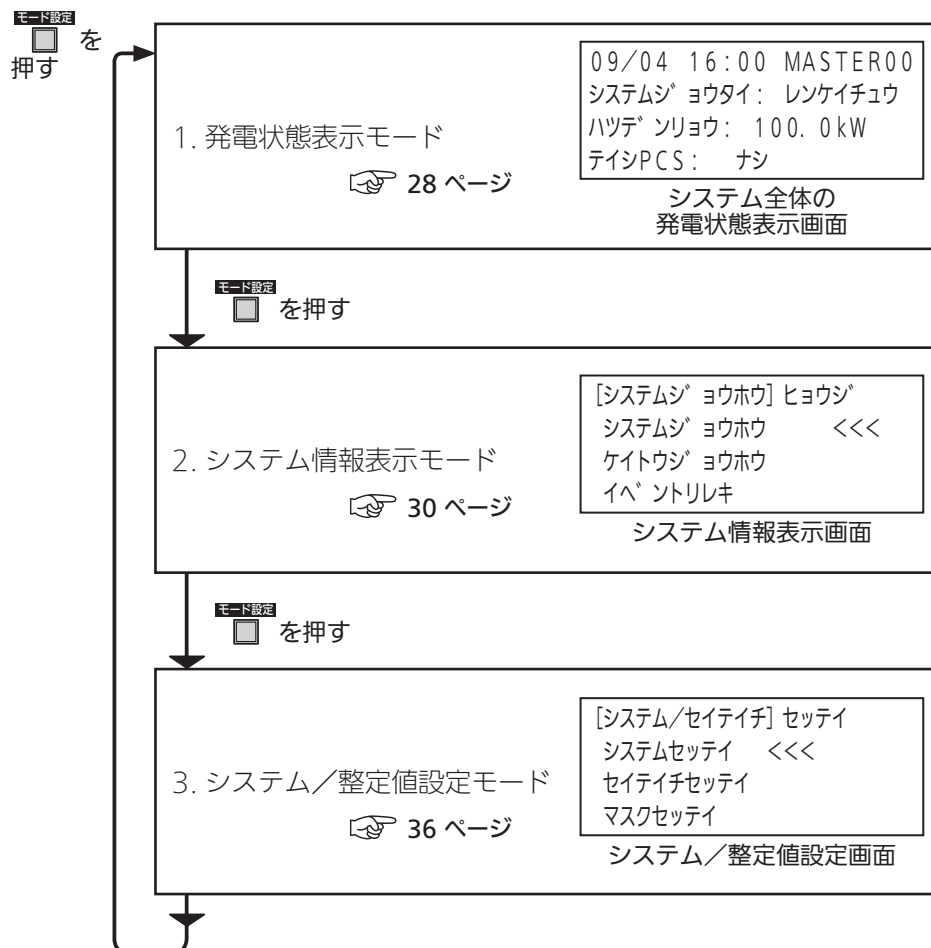 モード設定
を
押す
1. 発電状態表示モード
28 ページ
09/04 16:00 MASTER00
システムジョウタイ： レンケイチュウ
ハツデンリョウ： 100.0kW
テイシPCS： ナシ
システム全体の
発電状態表示画面
モード設定
を押す
2. システム情報表示モード
30 ページ
[システムジョウホウ] ヒョウジ
システムジョウホウ <<<
ケイトウジョウホウ
イベントリレキ
システム情報表示画面
モード設定
を押す
3. システム／整定値設定モード
36 ページ
[システム/セイテイチ] セッテイ
システムセッテイ <<<
セイテイチセッテイ
マスクセッテイ
システム／整定値設定画面